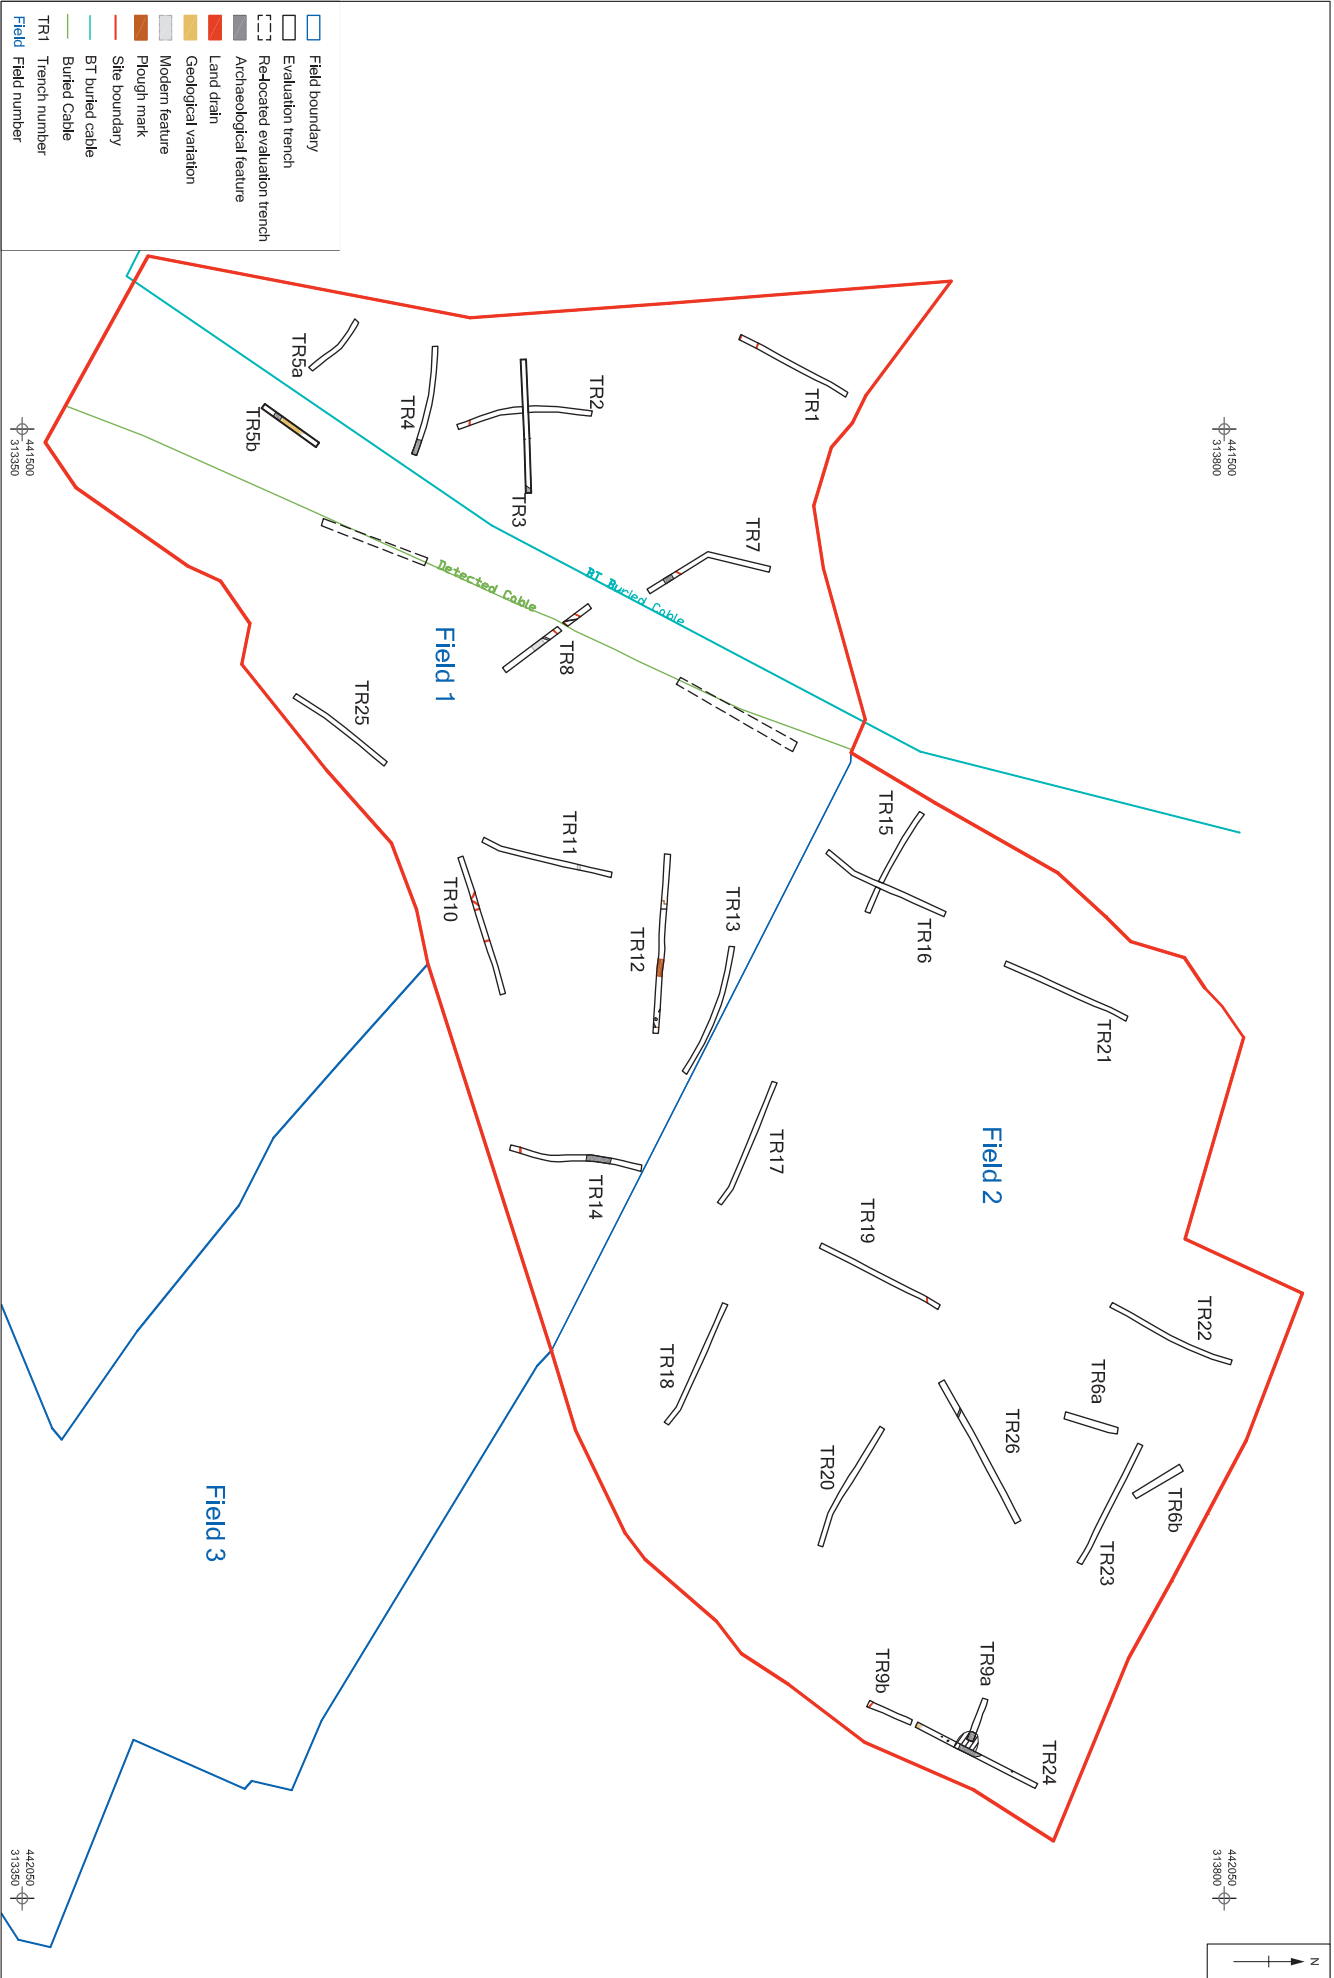 Field boundary
Evaluation trench
Re-located evaluation trench
Archaeological feature
Land drain
Geological variation
Modern feature
Plough mark
Site boundary
BT buried cable
Buried Cable
TR1 Trench number
Field Field number
N
441500
313800
442050
313800
441500
313350
442050
313350
TR1
TR2
TR3
TR4
TR5a
TR5b
TR7
TR8
BT Buried Cable
Detected Cable
Field 1
TR25
TR10
TR11
TR12
TR13
TR14
TR15
TR16
TR21
TR17
Field 2
TR19
TR18
TR22
TR6a
TR6b
TR26
TR20
TR23
TR9a
TR9b
TR24
Field 3